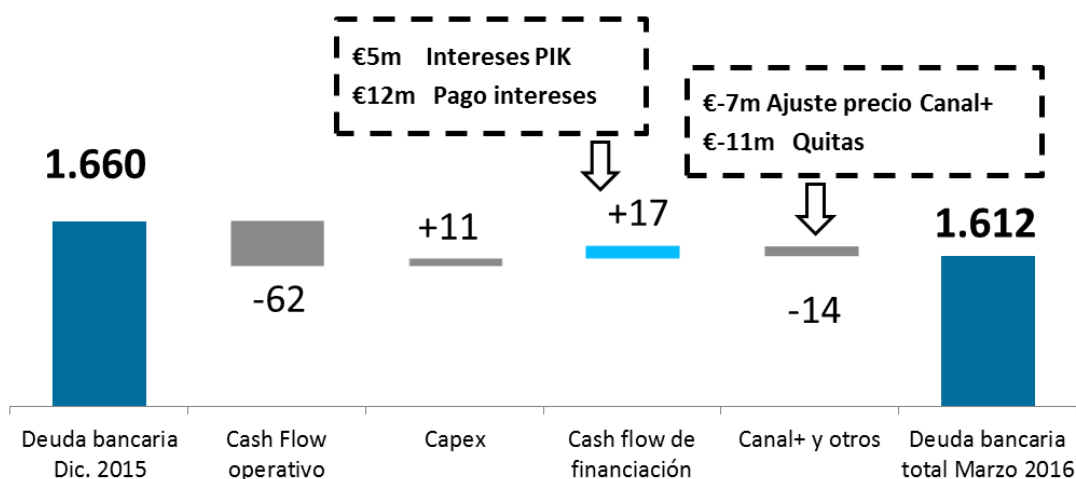 €5m Intereses PIK
€12m Pago intereses
€-7m Ajuste precio Canal+
€-11m Quitas
1.660
-62
+11
+17
-14
1.612
Deuda bancaria
Dic. 2015
Cash Flow
operativo
Capex
Cash flow de
financiación
Canal+ y otros
Deuda bancaria
total Marzo 2016